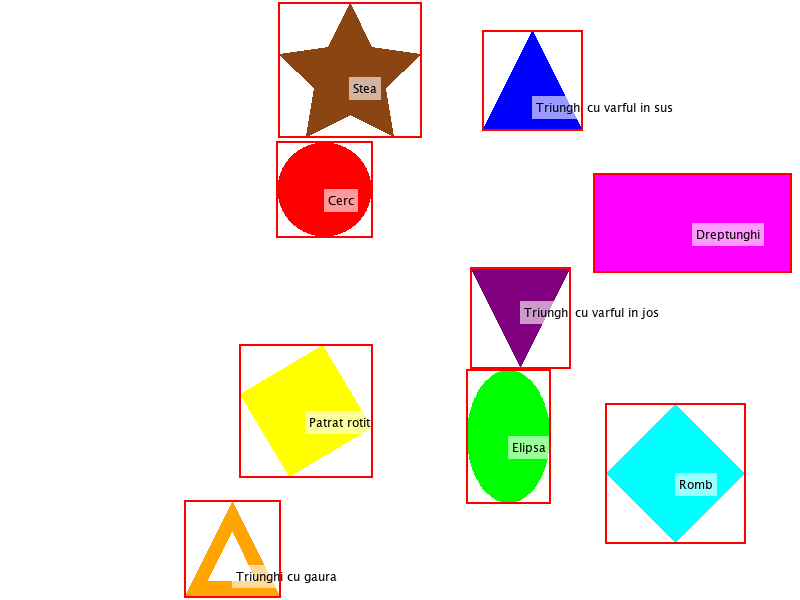 Stea
Triunghi cu varful in sus
Cerc
Dreptunghi
Triunghi cu varful in jos
Patrat rotit
Elipsa
Romb
Triunghi cu gaura